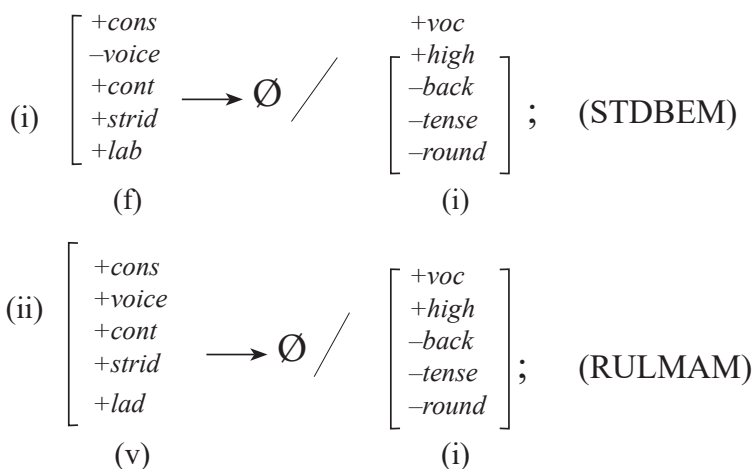 +cons +voc
–voice +high
(i) +cont → Ø / –back ; (STDBEM)
+strid –tense
+lab –round
(f) (i)
+cons +voc
(ii) +voice +high
+cont → Ø / –back
+strid –tense ; (RULMAM)
+lad –round
(v) (i)